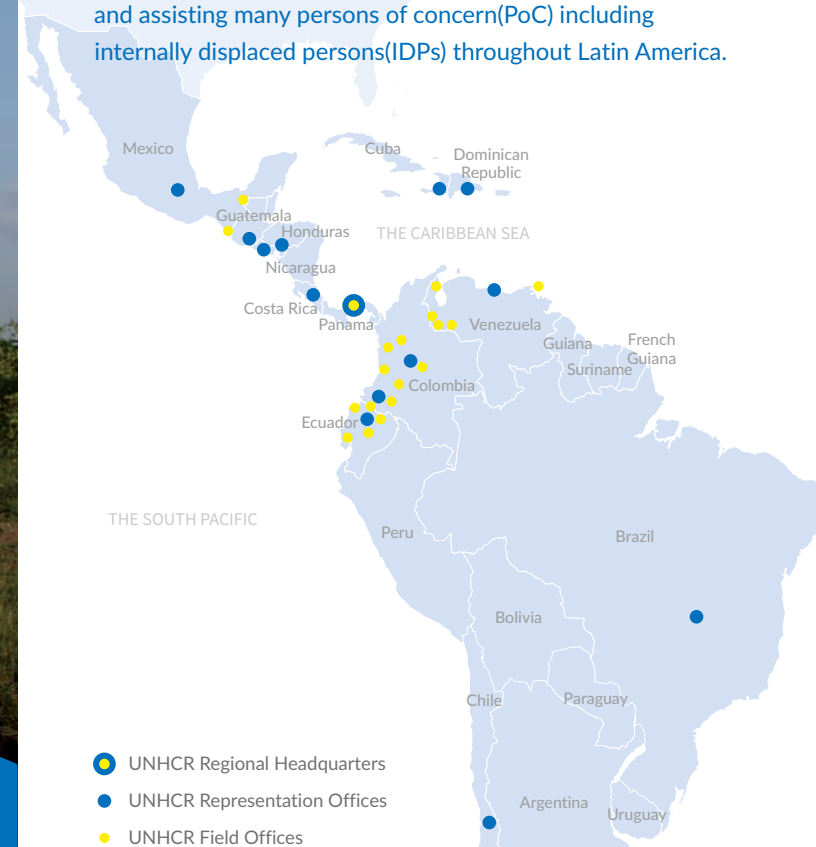 and assisting many persons of concern(PoC) including
internally displaced persons(IDPs) throughout Latin America.
Mexico
Cuba
Dominican
Republic
Guatemala
Honduras
THE CARIBBEAN SEA
Nicaragua
Costa Rica
Panama
Venezuela
Guiana
French
Guiana
Suriname
Colombia
Ecuador
THE SOUTH PACIFIC
Peru
Brazil
Bolivia
Chile
Paraguay
Argentina
Uruguay
UNHCR Regional Headquarters
UNHCR Representation Offices
UNHCR Field Offices